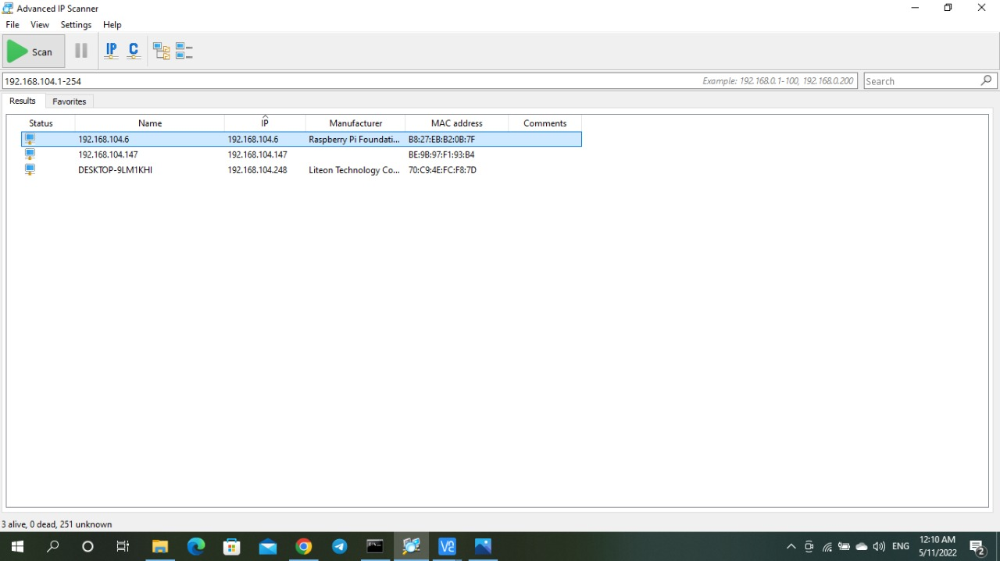 Advanced IP Scanner
File View Settings Help
Scan IP C
192.168.104.1-254 Example: 192.168.0.1-100, 192.168.0.200 Search
Results Favorites
Status Name IP Manufacturer MAC address Comments
192.168.104.6 192.168.104.6 Raspberry Pi Foundati... B8:27:EB:B2:0B:7F
192.168.104.147 192.168.104.147 BE:9B:97:F1:93:B4
DESKTOP-9LM1KHI 192.168.104.248 Liteon Technology Co... 70:C9:4E:FC:F8:7D
3 alive, 0 dead, 251 unknown
ENG 12:10 AM
5/11/2022 2